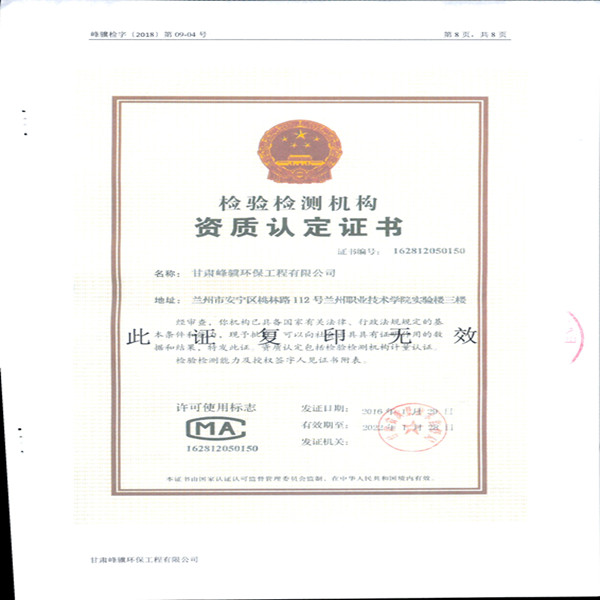 峰骥检字〔2018〕第 09-04 号
第 8 页，共 8 页
检验检测机构
资质认定证书
证书编号： 162812050150
名称：甘肃峰骥环保工程有限公司
地址：兰州市安宁区桃林路 112 号兰州职业技术学院实验楼三楼
经审查，你机构已具备国家有关法律、行政法规规定的基
本条件和能力，现予批准，可以向社会出具具有证明作用的数
据和结果，特发此证。资质认定包括检验检测机构计量认证。
检验检测能力及授权签字人见证书附表。
此证复印无效
许可使用标志
MA
162812050150
发证日期：
有效期至：
发证机关：
本证书由国家认证认可监督管理委员会监制，在中华人民共和国境内有效。
甘肃峰骥环保工程有限公司